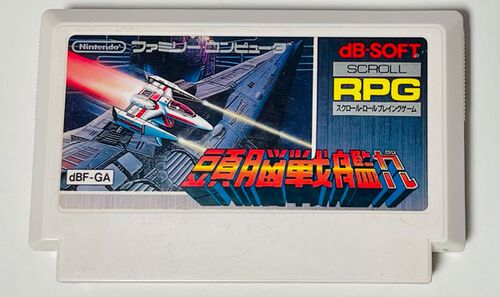 Nintendo ファミリーコンピュータ
dB-SOFT
SCROLL
RPG
スクロール・ロールプレイングゲーム
頭脳戦艦ガル
dBF-GA